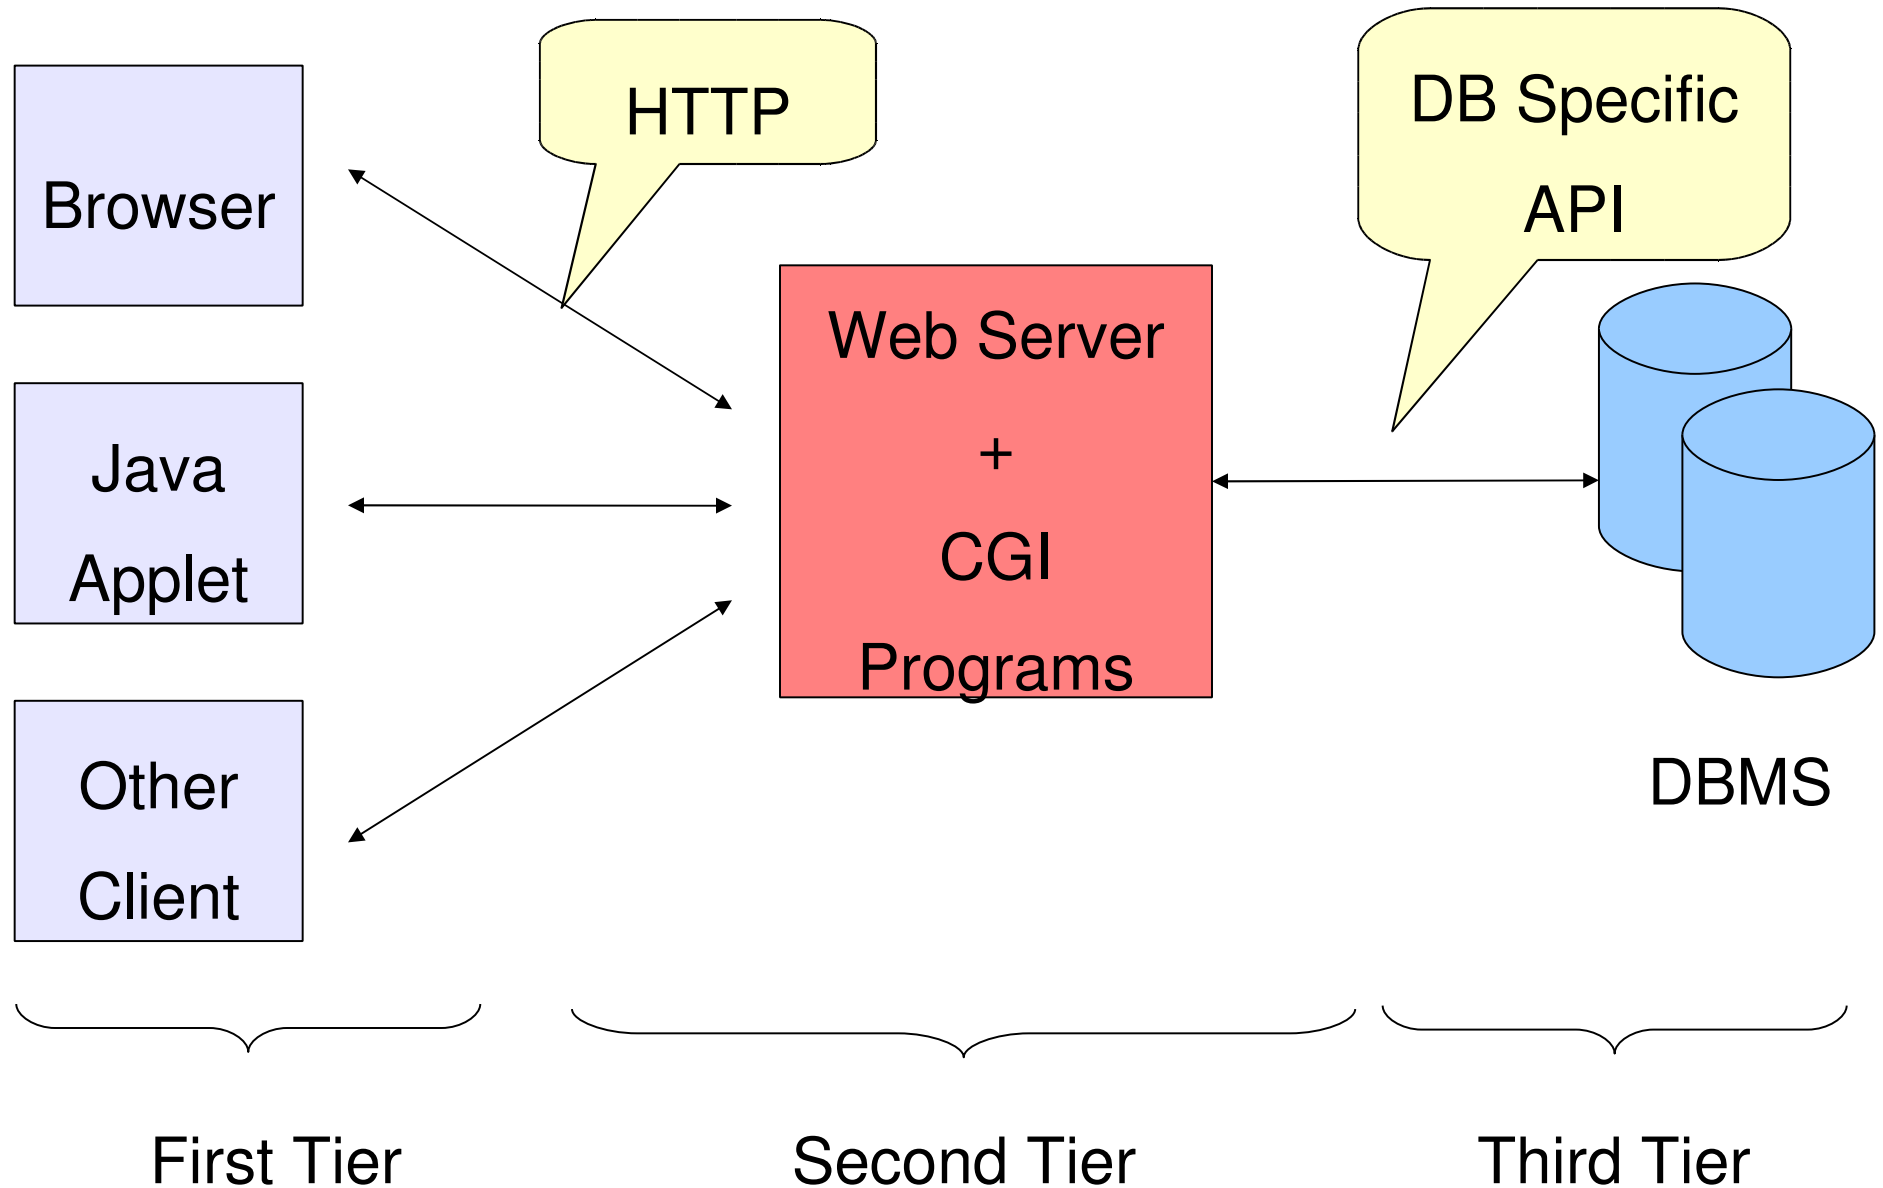 Browser
HTTP
DB Specific
API
Java
Applet
Web Server
+
CGI
Programs
Other
Client
DBMS
First Tier
Second Tier
Third Tier